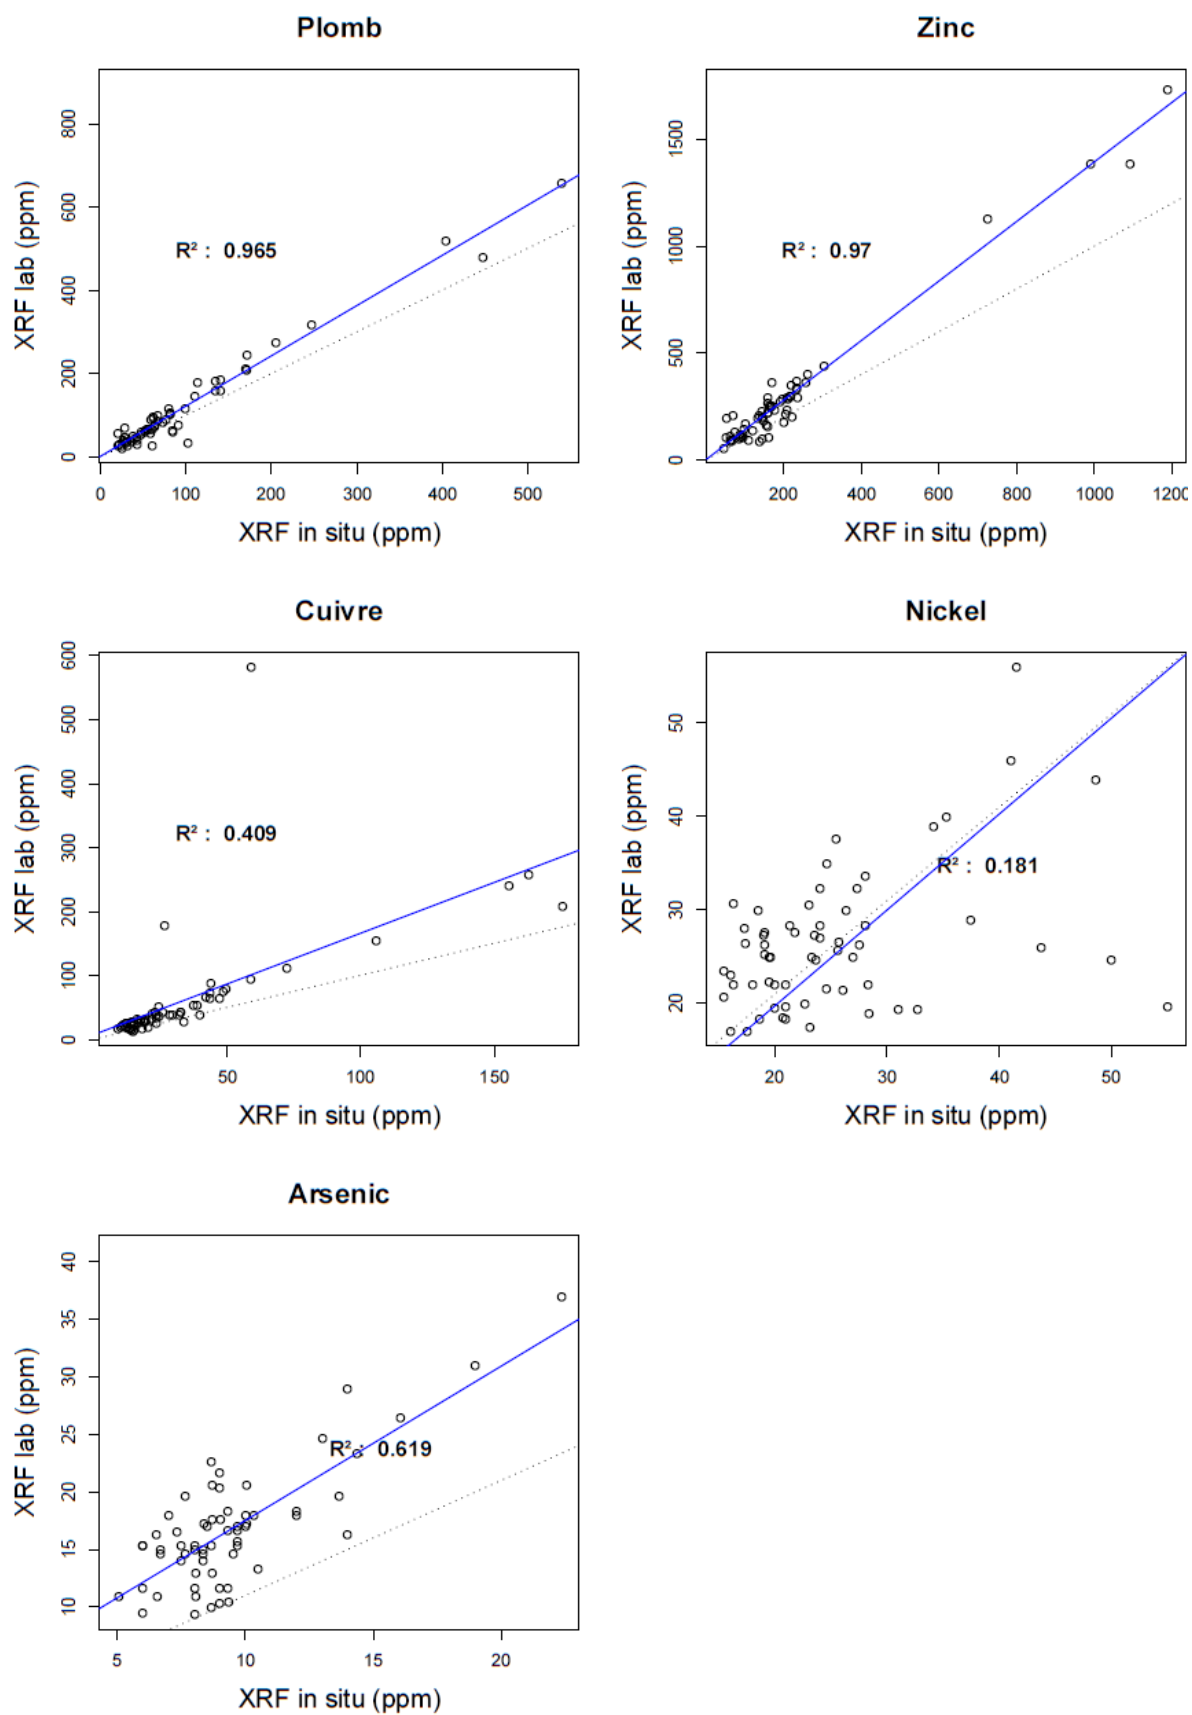 Plomb
XRF lab (ppm)
0 200 400 600 800
R² : 0.965
0 100 200 300 400 500
XRF in situ (ppm)
Zinc
XRF lab (ppm)
0 500 1000 1500
R² : 0.97
200 400 600 800 1000 1200
XRF in situ (ppm)
Cuivre
XRF lab (ppm)
0 100 200 300 400 500 600
R² : 0.409
50 100 150
XRF in situ (ppm)
Nickel
XRF lab (ppm)
20 30 40 50
R² : 0.181
20 30 40 50
XRF in situ (ppm)
Arsenic
XRF lab (ppm)
10 15 20 25 30 35 40
R² : 0.619
5 10 15 20
XRF in situ (ppm)